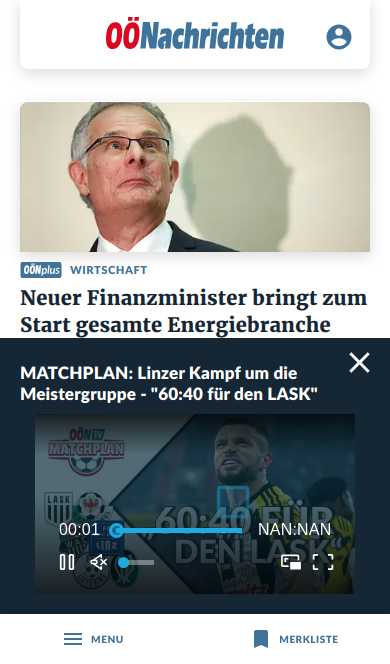 OÖNachrichten
OÖNplus WIRTSCHAFT
Neuer Finanzminister bringt zum
Start gesamte Energiebranche
MATCHPLAN: Linzer Kampf um die
Meistergruppe - "60:40 für den LASK"
OÖN TV
MATCHPLAN
LASK
„60:40 FÜR
DEN LASK"
00:01 NAN:NAN
MENU MERKLISTE